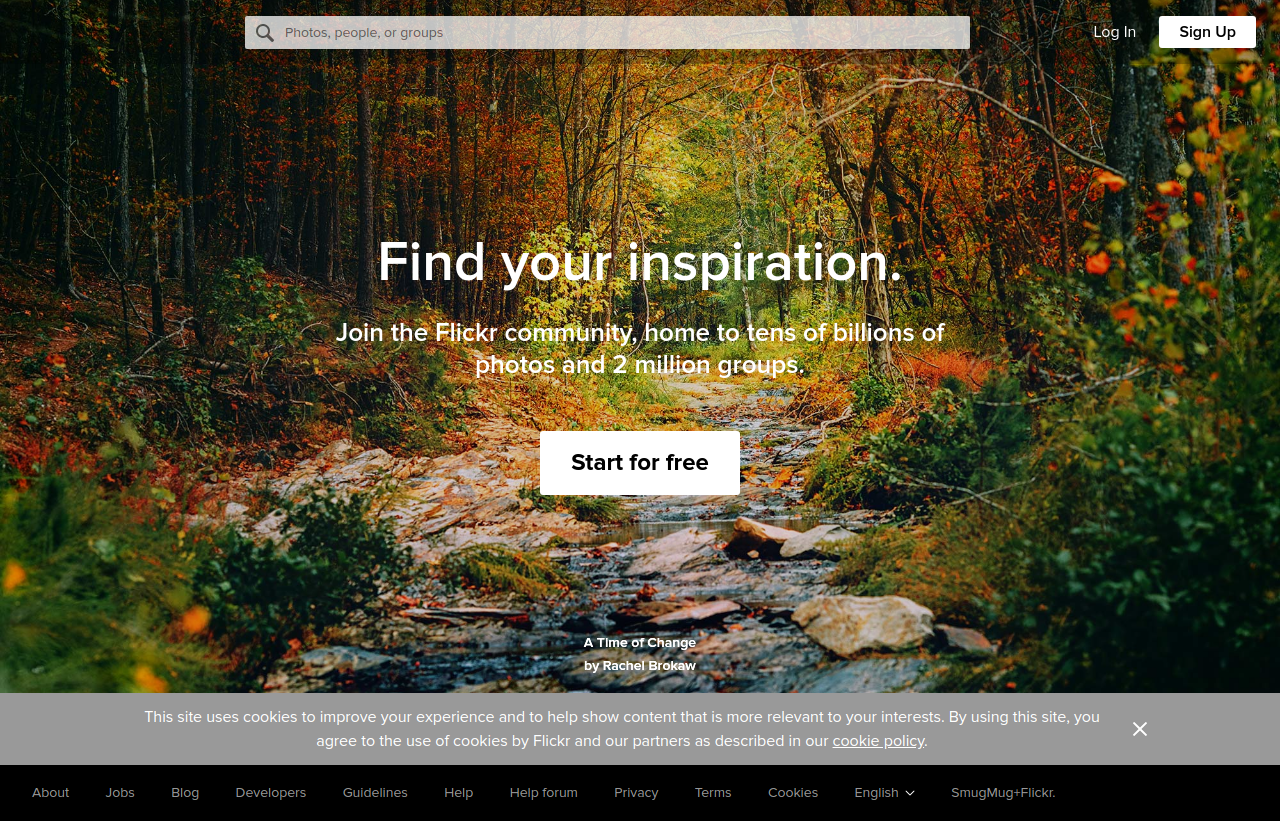 Photos, people, or groups
Log In
Sign Up
Find your inspiration.
Join the Flickr community, home to tens of billions of
photos and 2 million groups.
Start for free
A Time of Change
by Rachel Brokaw
This site uses cookies to improve your experience and to help show content that is more relevant to your interests. By using this site, you
agree to the use of cookies by Flickr and our partners as described in our cookie policy.
About Jobs Blog Developers Guidelines Help Help forum Privacy Terms Cookies English SmugMug+Flickr.